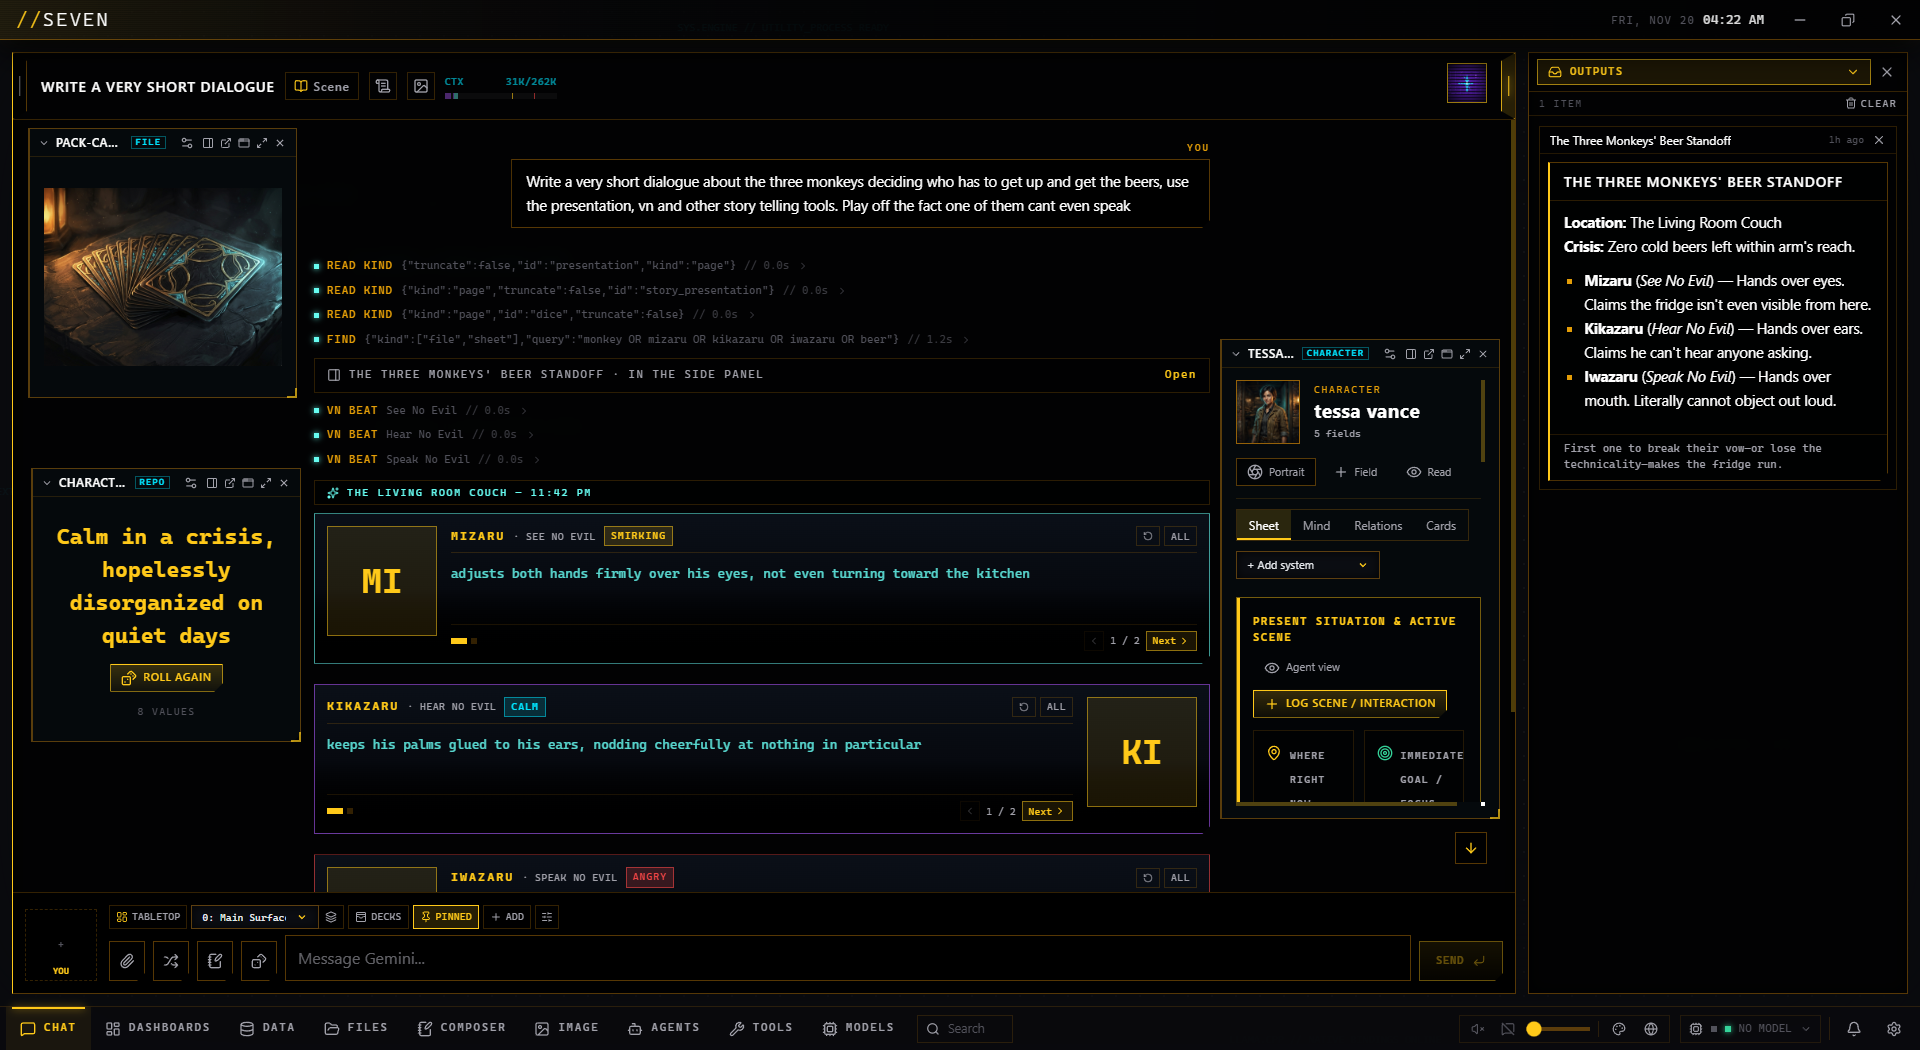 //SEVEN
FRI, NOV 20 04:22 AM
WRITE A VERY SHORT DIALOGUE
Scene
CTX 31K/262K
PACK-CA... FILE
CHARACT... REPO
Calm in a crisis,
hopelessly
disorganized on
quiet days
ROLL AGAIN
8 VALUES
YOU
Write a very short dialogue about the three monkeys deciding who has to get up and get the beers, use
the presentation, vn and other story telling tools. Play off the fact one of them cant even speak
READ KIND {"truncate":false,"id":"presentation","kind":"page"} // 0.0s >
READ KIND {"kind":"page","truncate":false,"id":"story_presentation"} // 0.0s >
READ KIND {"kind":"page","id":"dice","truncate":false} // 0.0s >
FIND {"kind":["file","sheet"],"query":"monkey OR mizaru OR kikazaru OR iwazaru OR beer"} // 1.2s >
THE THREE MONKEYS' BEER STANDOFF · IN THE SIDE PANEL
Open
VN BEAT See No Evil // 0.0s >
VN BEAT Hear No Evil // 0.0s >
VN BEAT Speak No Evil // 0.0s >
THE LIVING ROOM COUCH — 11:42 PM
MI
MIZARU · SEE NO EVIL SMIRKING
ALL
adjusts both hands firmly over his eyes, not even turning toward the kitchen
< 1 / 2 Next >
KIKAZARU · HEAR NO EVIL CALM
ALL
keeps his palms glued to his ears, nodding cheerfully at nothing in particular
KI
< 1 / 2 Next >
IWAZARU · SPEAK NO EVIL ANGRY
ALL
TESSA... CHARACTER
CHARACTER
tessa vance
5 fields
Portrait
+ Field
Read
Sheet Mind Relations Cards
+ Add system
PRESENT SITUATION & ACTIVE
SCENE
Agent view
+ LOG SCENE / INTERACTION
WHERE
RIGHT
NOW
IMMEDIATE
GOAL /
FOCUS
OUTPUTS
1 ITEM
CLEAR
The Three Monkeys' Beer Standoff
1h ago
THE THREE MONKEYS' BEER STANDOFF
Location: The Living Room Couch
Crisis: Zero cold beers left within arm's reach.
Mizaru (See No Evil) — Hands over eyes.
Claims the fridge isn't even visible from here.
Kikazaru (Hear No Evil) — Hands over ears.
Claims he can't hear anyone asking.
Iwazaru (Speak No Evil) — Hands over
mouth. Literally cannot object out loud.
First one to break their vow—or lose the
technicality—makes the fridge run.
+
YOU
TABLETOP
0: Main Surfac
DECKS
PINNED
+ ADD
Message Gemini...
SEND
CHAT
DASHBOARDS
DATA
FILES
COMPOSER
IMAGE
AGENTS
TOOLS
MODELS
Search
NO MODEL